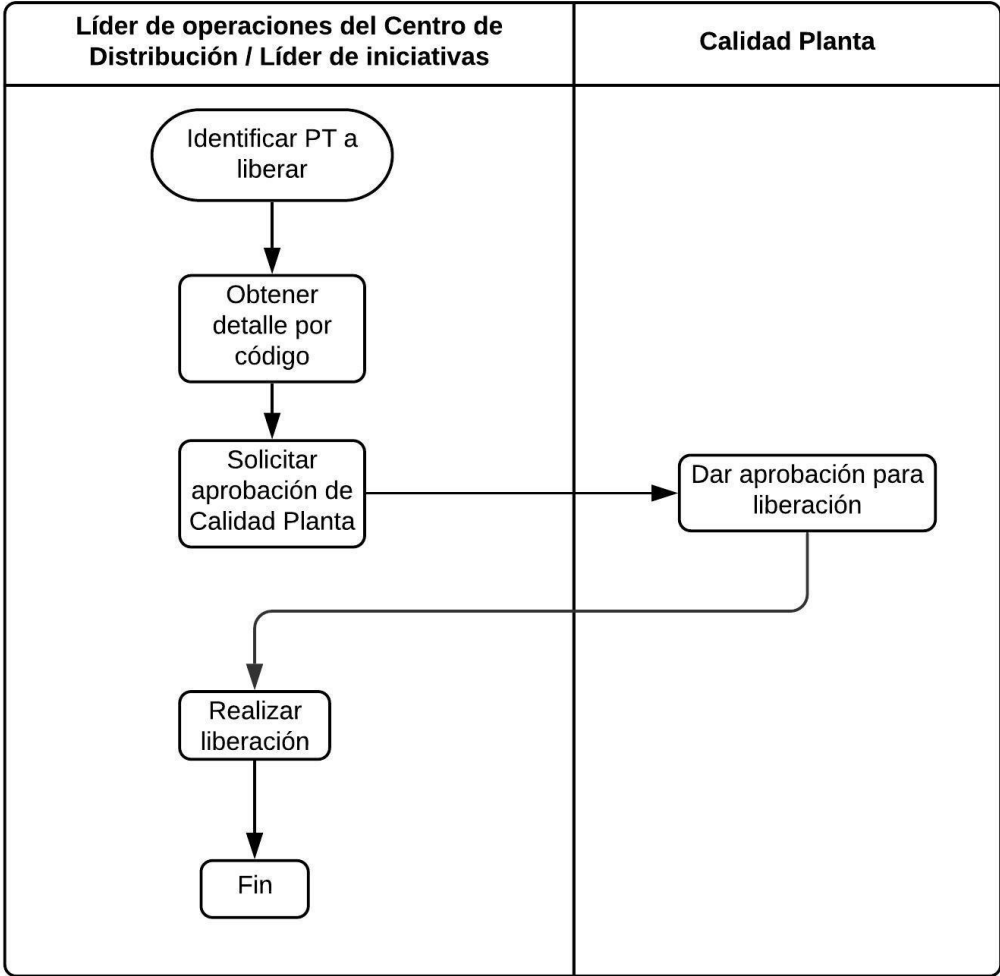 Líder de operaciones del Centro de
Distribución / Líder de iniciativas
Calidad Planta
Identificar PT a
liberar
Obtener
detalle por
código
Solicitar
aprobación de
Calidad Planta
Dar aprobación para
liberación
Realizar
liberación
Fin